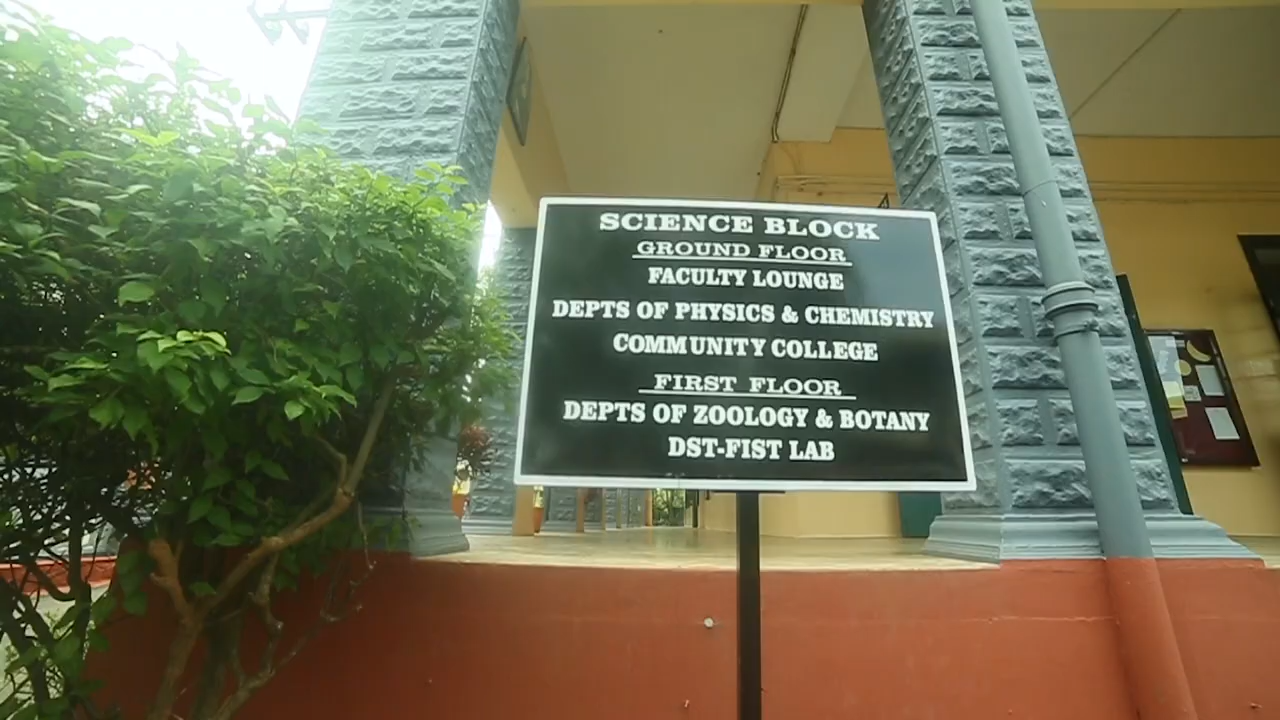 SCIENCE BLOCK
GROUND FLOOR
FACULTY LOUNGE
DEPTS OF PHYSICS & CHEMISTRY
COMMUNITY COLLEGE
FIRST FLOOR
DEPTS OF ZOOLOGY & BOTANY
DST-FIST LAB